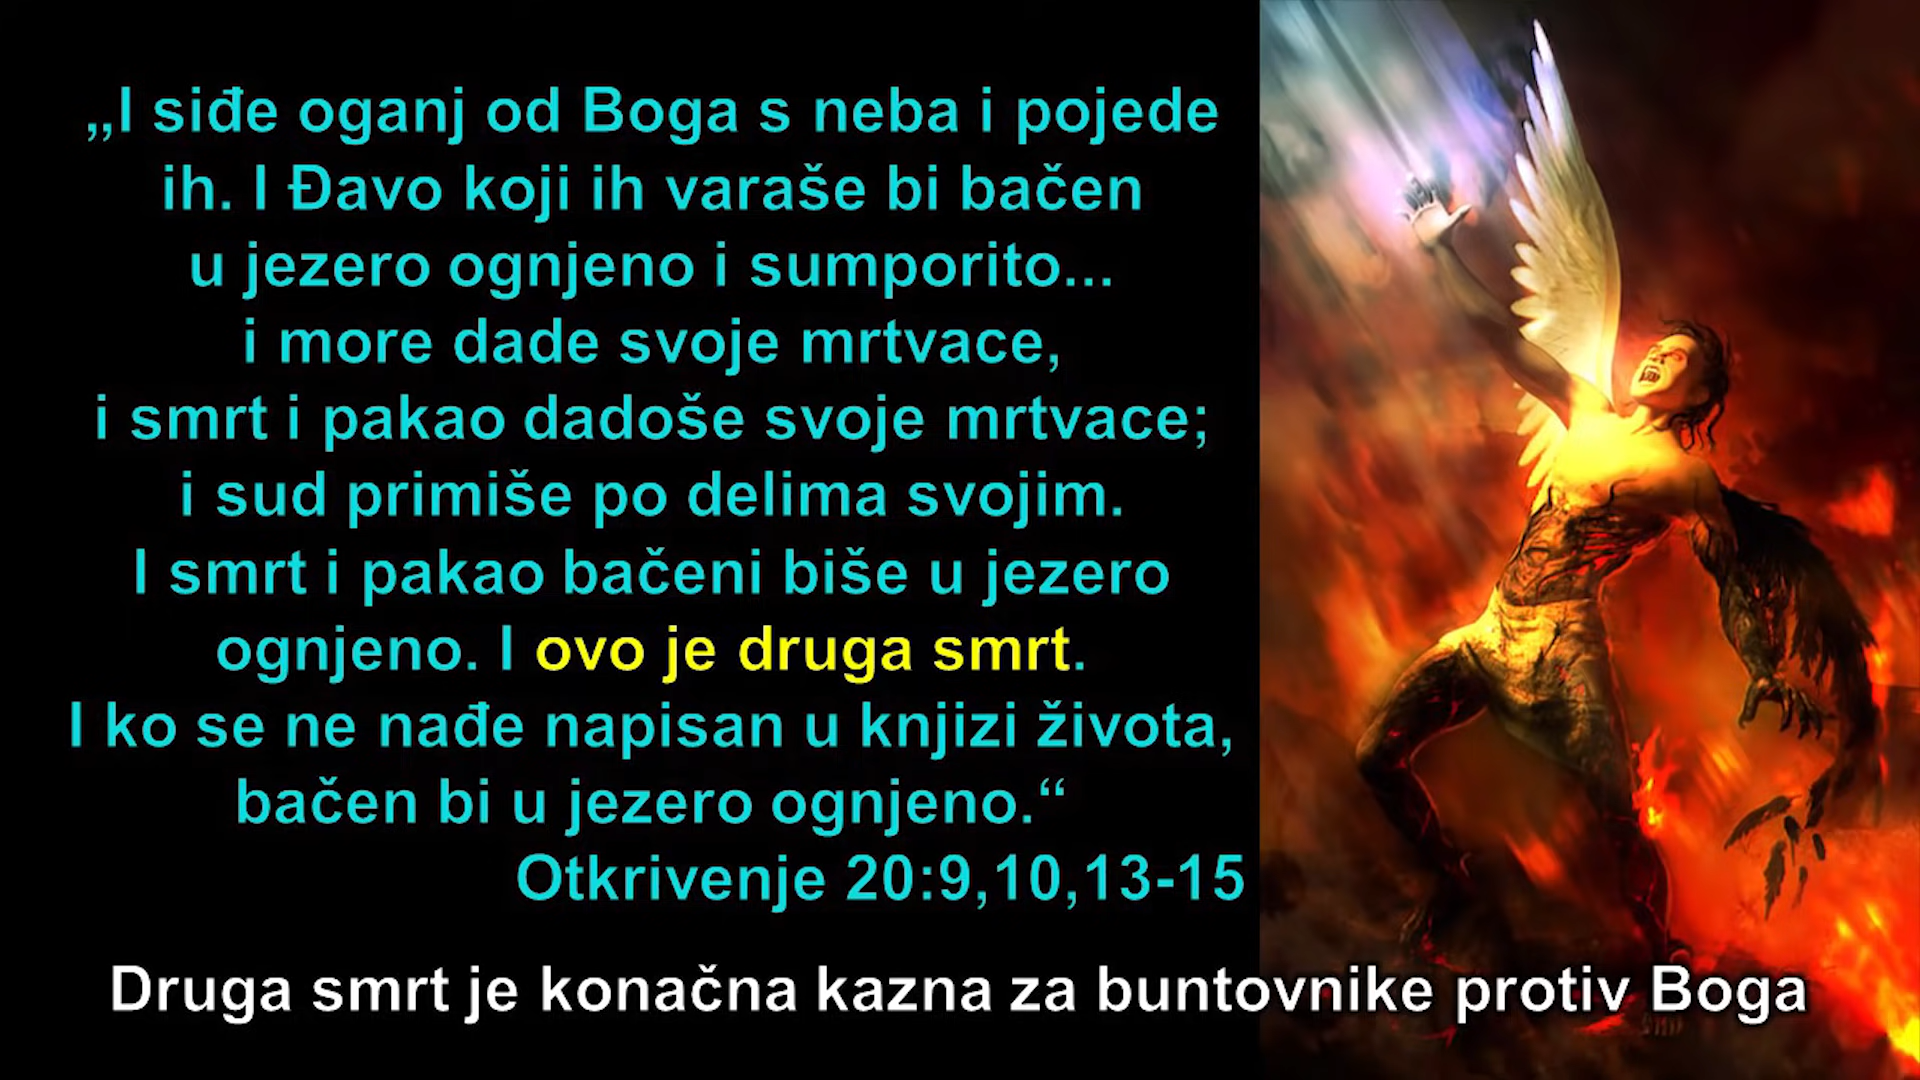 „I siđe oganj od Boga s neba i pojede
ih. I Đavo koji ih varaše bi bačen
u jezero ognjeno i sumporito...
i more dade svoje mrtvace,
i smrt i pakao dadoše svoje mrtvace;
i sud primiše po delima svojim.
I smrt i pakao bačeni biše u jezero
ognjeno. I ovo je druga smrt.
I ko se ne nađe napisan u knjizi života,
bačen bi u jezero ognjeno.“
Otkrivenje 20:9,10,13-15
Druga smrt je konačna kazna za buntovnike protiv Boga